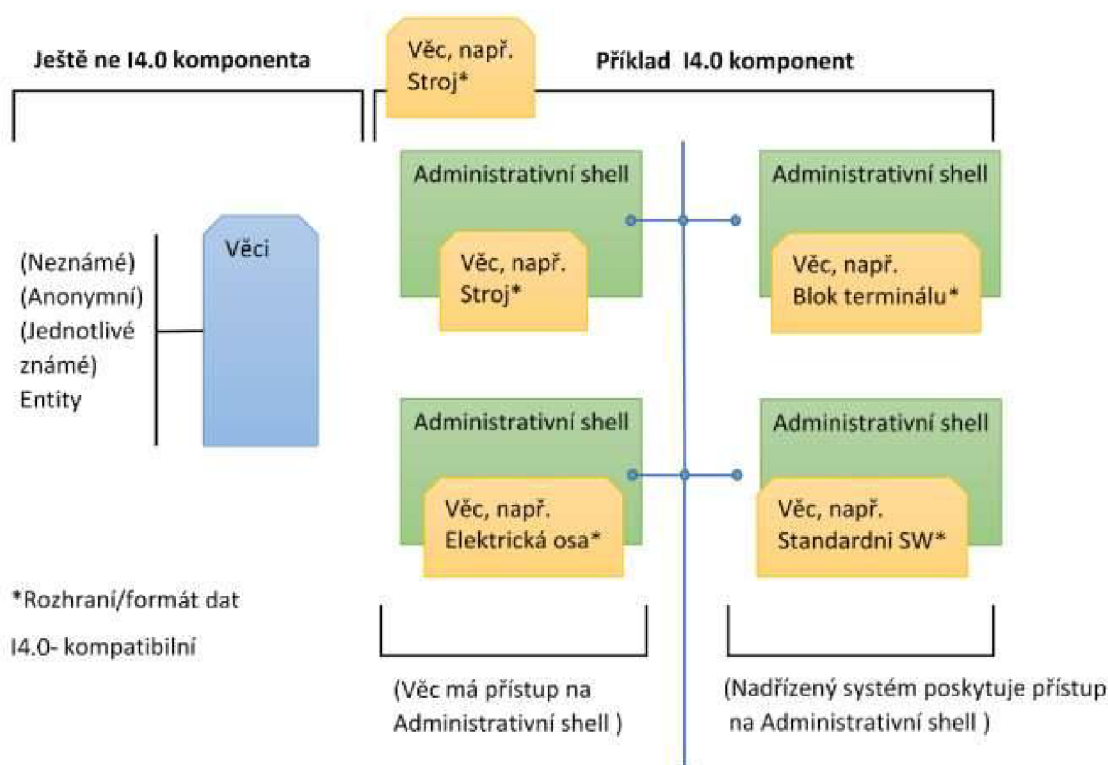 Ještě ne I4.0 komponenta
Věc, např.
Stroj*
Příklad I4.0 komponent
(Neznámé)
(Anonymní)
(Jednotlivé
známé)
Entity
Věci
Administrativní shell
Věc, např.
Stroj*
Administrativní shell
Věc, např.
Blok terminálu*
Administrativní shell
Věc, např.
Elektrická osa*
Administrativní shell
Věc, např.
Standardni SW*
*Rozhraní/formát dat
I4.0- kompatibilní
(Věc má přístup na
Administrativní shell )
(Nadřízený systém poskytuje přístup
na Administrativní shell )